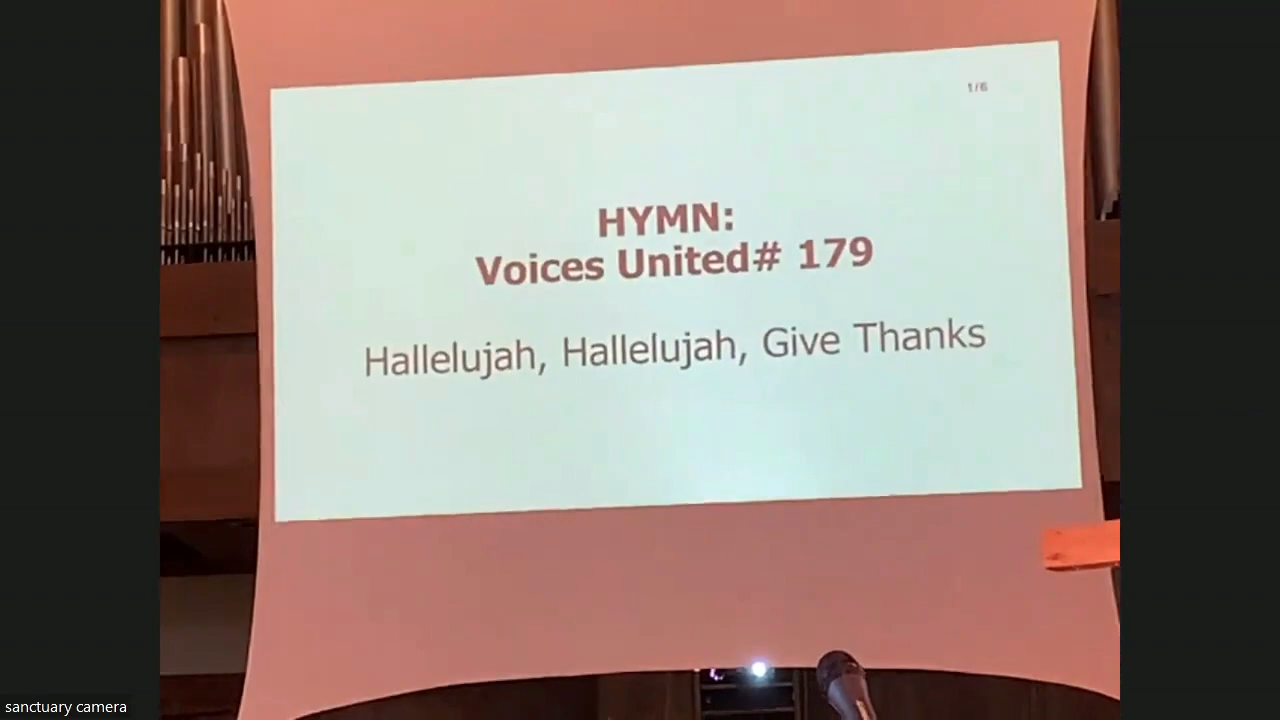 1/6
HYMN:
Voices United# 179
Hallelujah, Hallelujah, Give Thanks
sanctuary camera